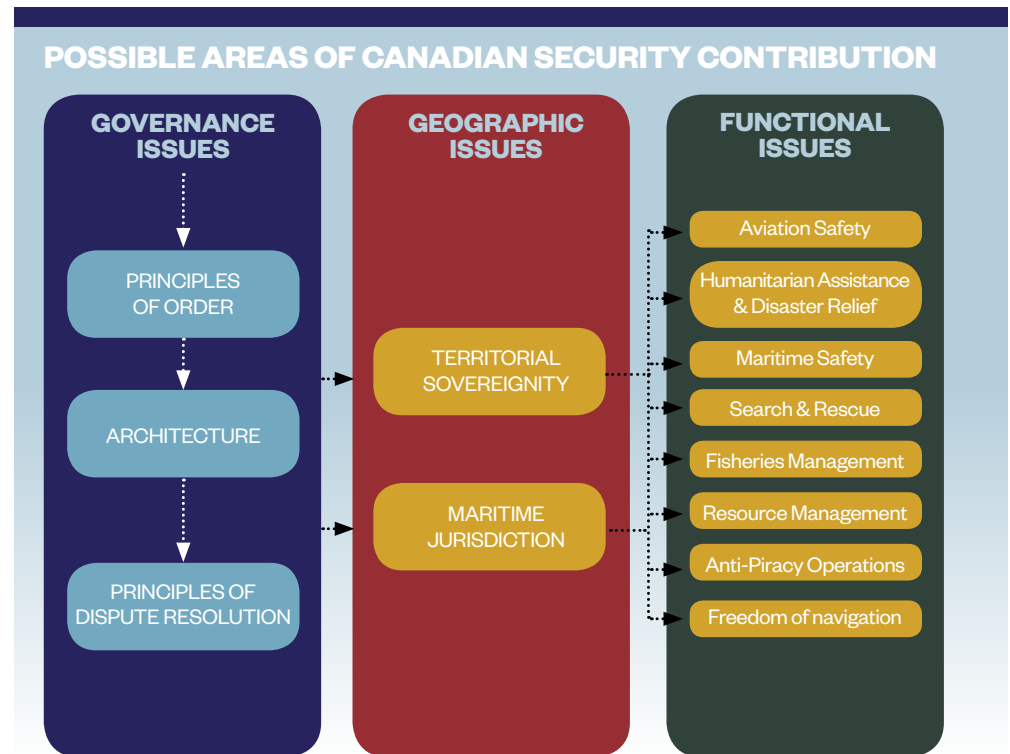 POSSIBLE AREAS OF CANADIAN SECURITY CONTRIBUTION
GOVERNANCE
ISSUES
PRINCIPLES
OF ORDER
ARCHITECTURE
PRINCIPLES OF
DISPUTE RESOLUTION
GEOGRAPHIC
ISSUES
TERRITORIAL
SOVEREIGNITY
MARITIME
JURISDICTION
FUNCTIONAL
ISSUES
Aviation Safety
Humanitarian Assistance
& Disaster Relief
Maritime Safety
Search & Rescue
Fisheries Management
Resource Management
Anti-Piracy Operations
Freedom of navigation